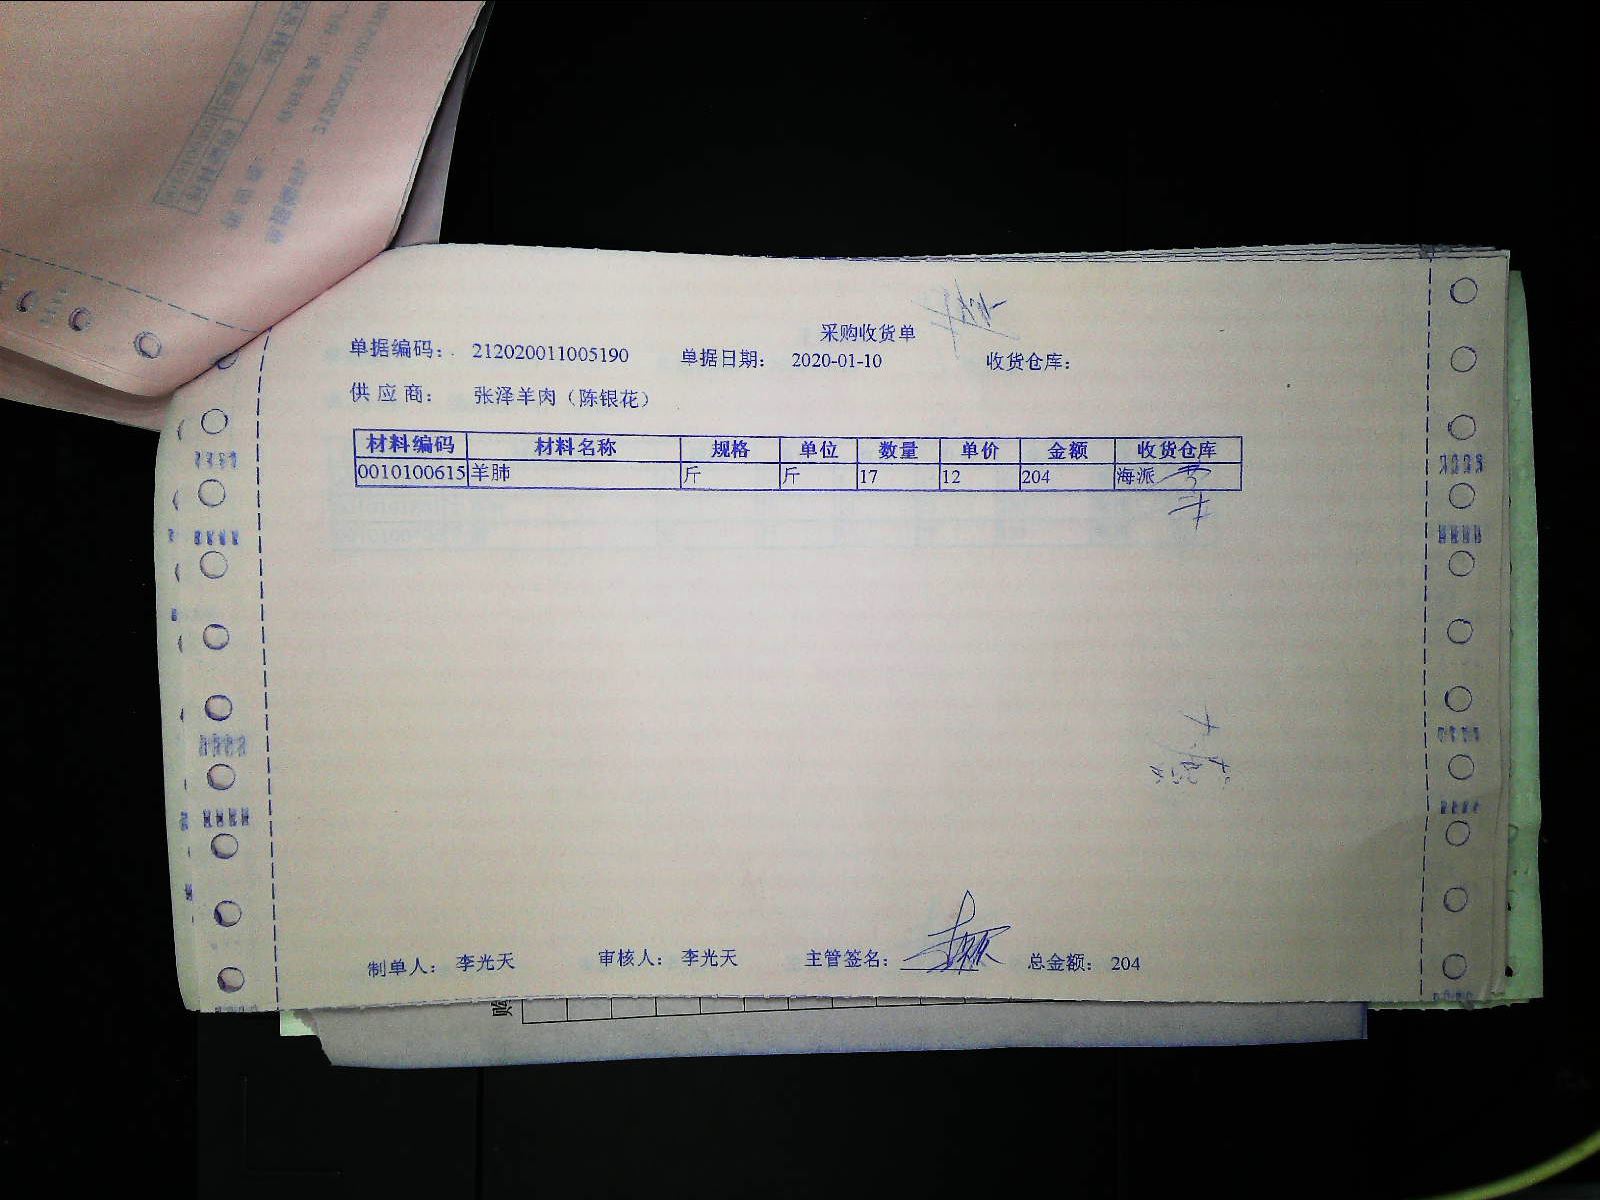 采购收货单
单据编码： 212020011005190 单据日期： 2020-01-10 收货仓库：
供应商： 张泽羊肉（陈银花）
材料编码 材料名称 规格 单位 数量 单价 金额 收货仓库
0010100615 羊肺 斤 斤 17 12 204 海派
制单人： 李光天 审核人： 李光天 主管签名： 总金额： 204